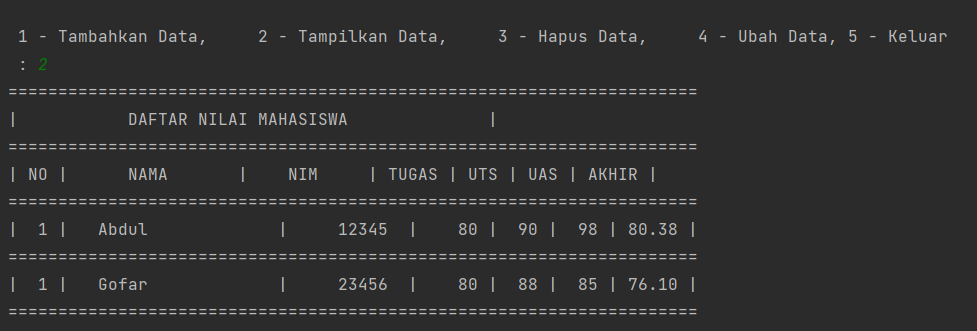 1 - Tambahkan Data,     2 - Tampilkan Data,     3 - Hapus Data,     4 - Ubah Data, 5 - Keluar
 : 2
=====================================================================
|           DAFTAR NILAI MAHASISWA              |
=====================================================================
| NO |      NAMA       |    NIM     | TUGAS | UTS | UAS | AKHIR |
=====================================================================
|  1 |   Abdul             |     12345  |    80 |  90 |  98 | 80.38 |
=====================================================================
|  1 |   Gofar             |     23456  |    80 |  88 |  85 | 76.10 |
=====================================================================